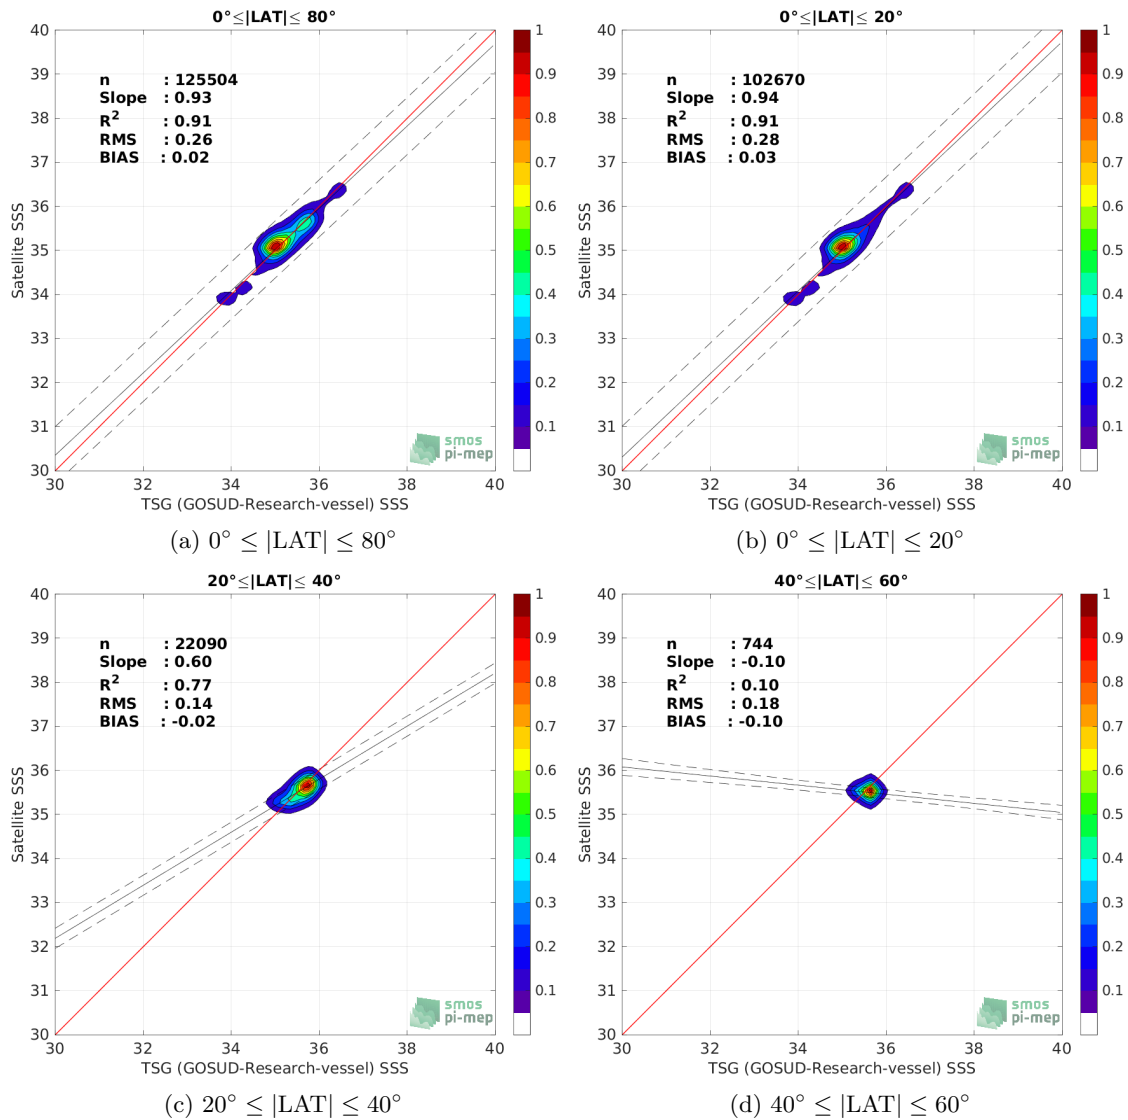 0°≤|LAT|≤ 80°
40
39
38
37
36
35
34
33
32
31
30
30 32 34 36 38 40
Satellite SSS
TSG (GOSUD-Research-vessel) SSS
n : 125504
Slope : 0.93
R² : 0.91
RMS : 0.26
BIAS : 0.02
smos
pi-mep
1
0.9
0.8
0.7
0.6
0.5
0.4
0.3
0.2
0.1
(a) 0° ≤ |LAT| ≤ 80°
0°≤|LAT|≤ 20°
40
39
38
37
36
35
34
33
32
31
30
30 32 34 36 38 40
Satellite SSS
TSG (GOSUD-Research-vessel) SSS
n : 102670
Slope : 0.94
R² : 0.91
RMS : 0.28
BIAS : 0.03
smos
pi-mep
1
0.9
0.8
0.7
0.6
0.5
0.4
0.3
0.2
0.1
(b) 0° ≤ |LAT| ≤ 20°
20°≤|LAT|≤ 40°
40
39
38
37
36
35
34
33
32
31
30
30 32 34 36 38 40
Satellite SSS
TSG (GOSUD-Research-vessel) SSS
n : 22090
Slope : 0.60
R² : 0.77
RMS : 0.14
BIAS : -0.02
smos
pi-mep
1
0.9
0.8
0.7
0.6
0.5
0.4
0.3
0.2
0.1
(c) 20° ≤ |LAT| ≤ 40°
40°≤|LAT|≤ 60°
40
39
38
37
36
35
34
33
32
31
30
30 32 34 36 38 40
Satellite SSS
TSG (GOSUD-Research-vessel) SSS
n : 744
Slope : -0.10
R² : 0.10
RMS : 0.18
BIAS : -0.10
smos
pi-mep
1
0.9
0.8
0.7
0.6
0.5
0.4
0.3
0.2
0.1
(d) 40° ≤ |LAT| ≤ 60°